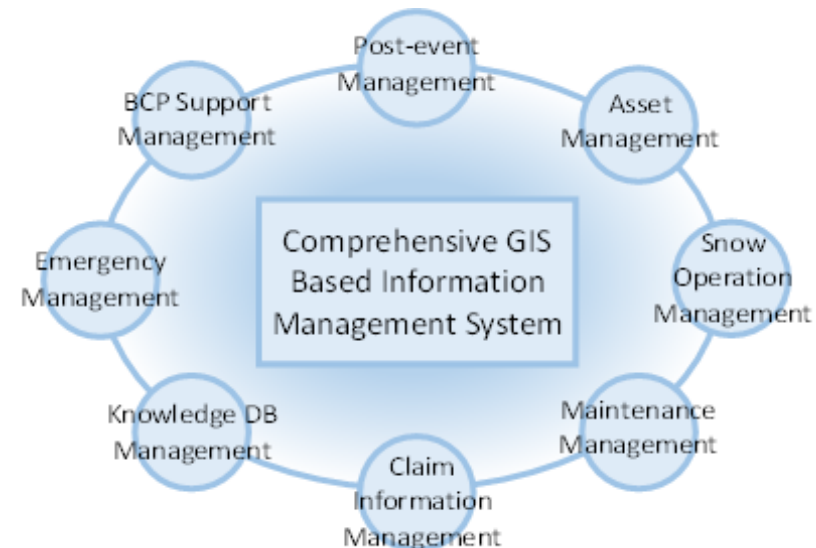 Post-event
Management
BCP Support
Management
Asset
Management
Emergency
Management
Comprehensive GIS
Based Information
Management System
Snow
Operation
Management
Knowledge DB
Management
Maintenance
Management
Claim
Information
Management